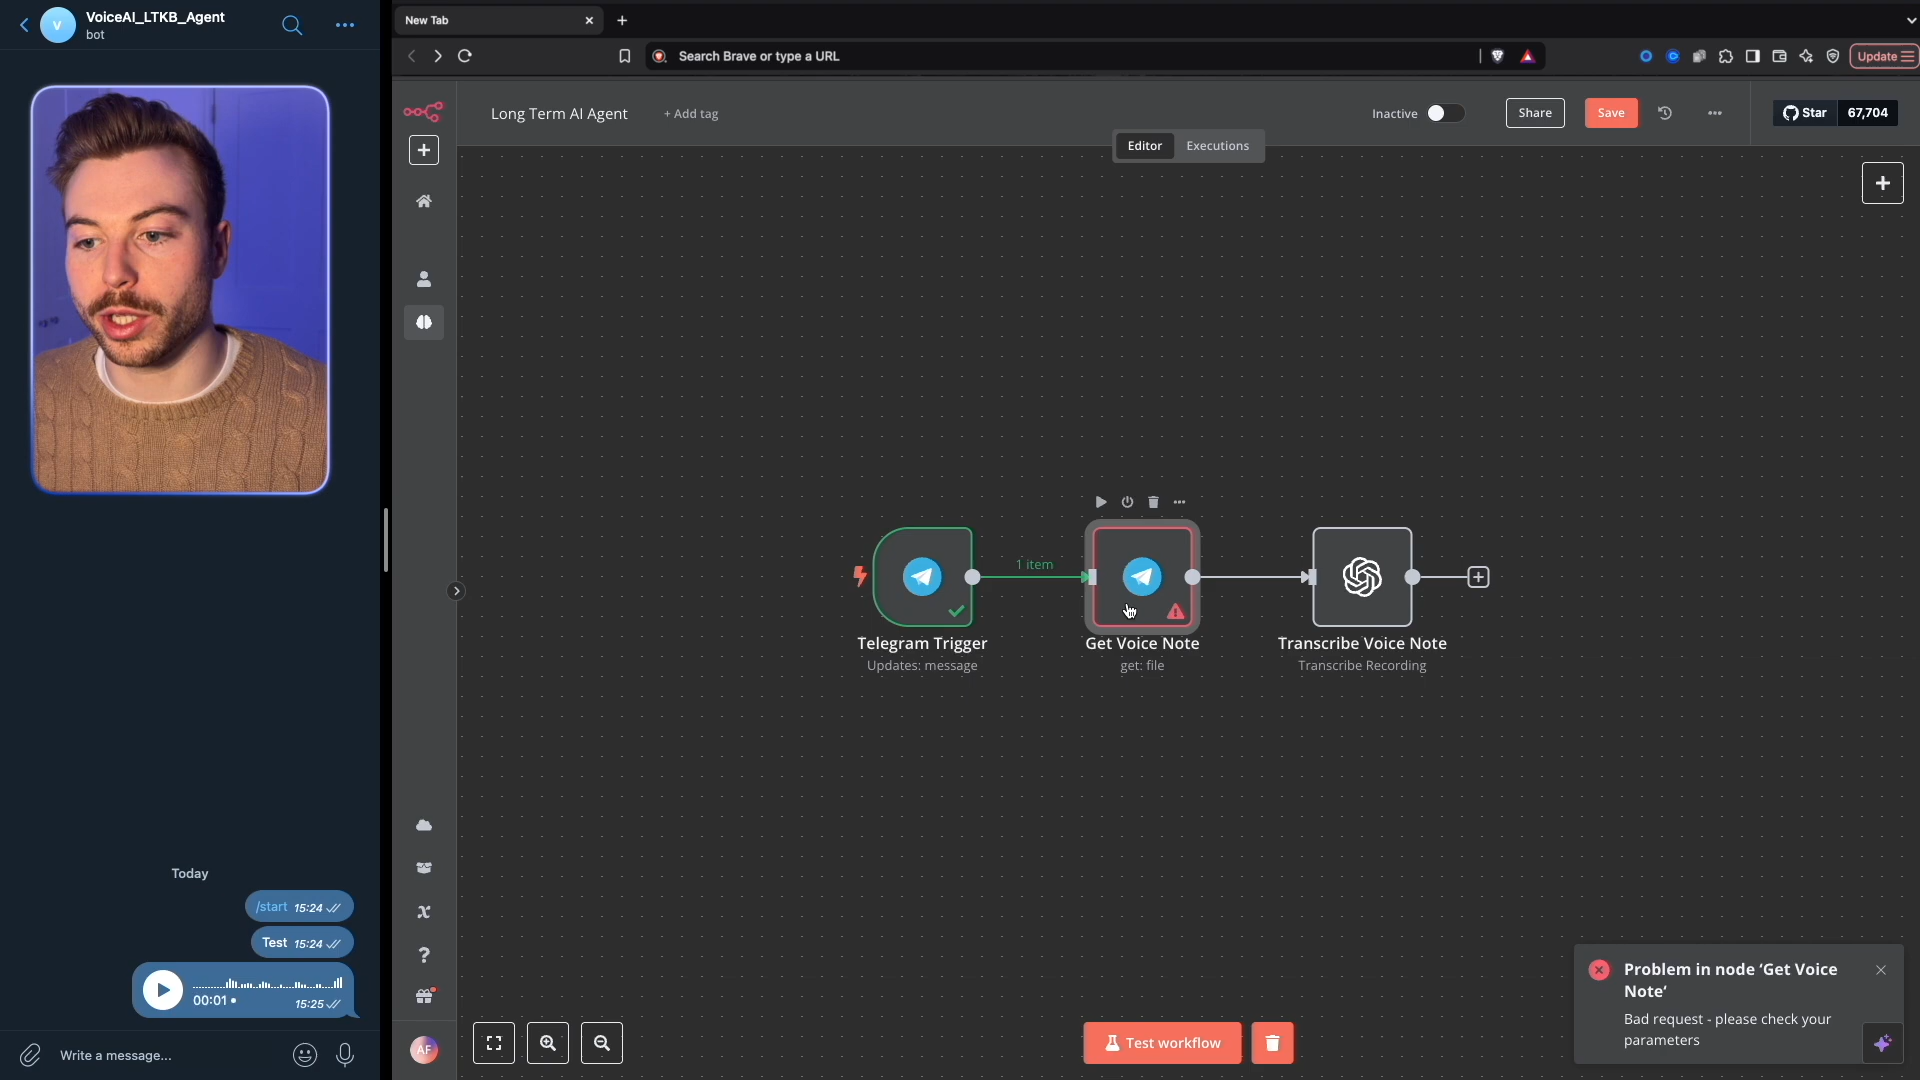 VoiceAI_LTKB_Agent
bot
V
Today
/start 15:24
Test 15:24
00:01
15:25
Write a message...
New Tab
Search Brave or type a URL
Update
Long Term AI Agent
+ Add tag
Inactive
Share
Save
Star
67,704
Editor
Executions
1 item
Telegram Trigger
Updates: message
Get Voice Note
get: file
Transcribe Voice Note
Transcribe Recording
AF
Test workflow
Problem in node ‘Get Voice
Note‘
Bad request - please check your
parameters